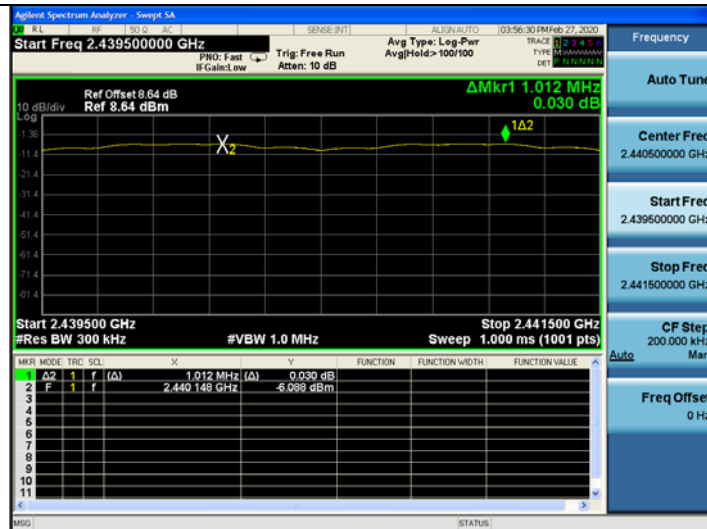 Agilent Spectrum Analyzer - Swept SA
RL RF 50 Ω AC SENSE:INT ALIGNAUTO 03:56:30 PM Feb 27, 2020
Start Freq 2.439500000 GHz
PNO: Fast
IFGain:Low
Trig: Free Run
Atten: 10 dB
Avg Type: Log-Pwr
Avg|Hold:> 100/100
TRACE 1 2 3 4 5 6
TYPE M
DET P N N N N N
ΔMkr1 1.012 MHz
0.030 dB
Ref Offset 8.64 dB
10 dB/div Ref 8.64 dBm
Log
-1.36
-11.4
-21.4
-31.4
-41.4
-51.4
-61.4
-71.4
-81.4
X2
1Δ2
Start 2.439500 GHz Stop 2.441500 GHz
#Res BW 300 kHz #VBW 1.0 MHz Sweep 1.000 ms (1001 pts)
MKR MODE TRC SCL X Y FUNCTION FUNCTION WIDTH FUNCTION VALUE
1 Δ2 1 f (Δ) 1.012 MHz (Δ) 0.030 dB
2 F 1 f 2.440 148 GHz -6.088 dBm
3
4
5
6
7
8
9
10
11
MSG STATUS
Frequency
Auto Tune
Center Freq
2.440500000 GHz
Start Freq
2.439500000 GHz
Stop Freq
2.441500000 GHz
CF Step
200.000 kHz
Auto Man
Freq Offset
0 Hz